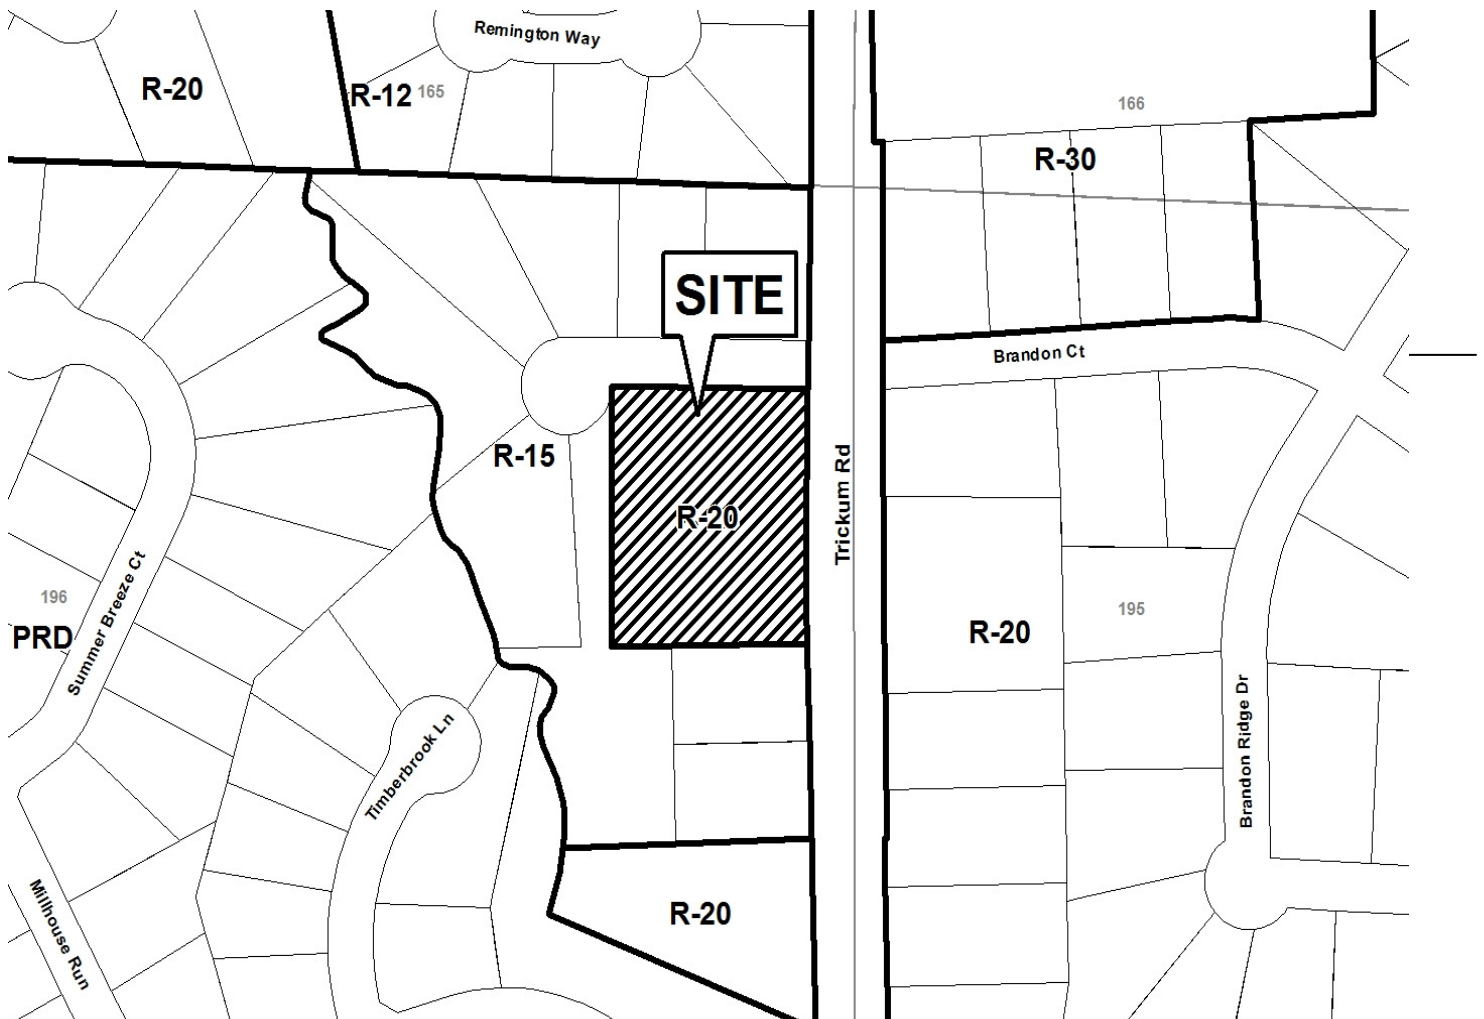 Remington Way
R-20
R-12 165
166
R-30
SITE
Brandon Ct
R-15
R-20
Trickum Rd
196
PRD
Summer Breeze Ct
195
R-20
Timberbrook Ln
Brandon Ridge Dr
Millhouse Run
R-20